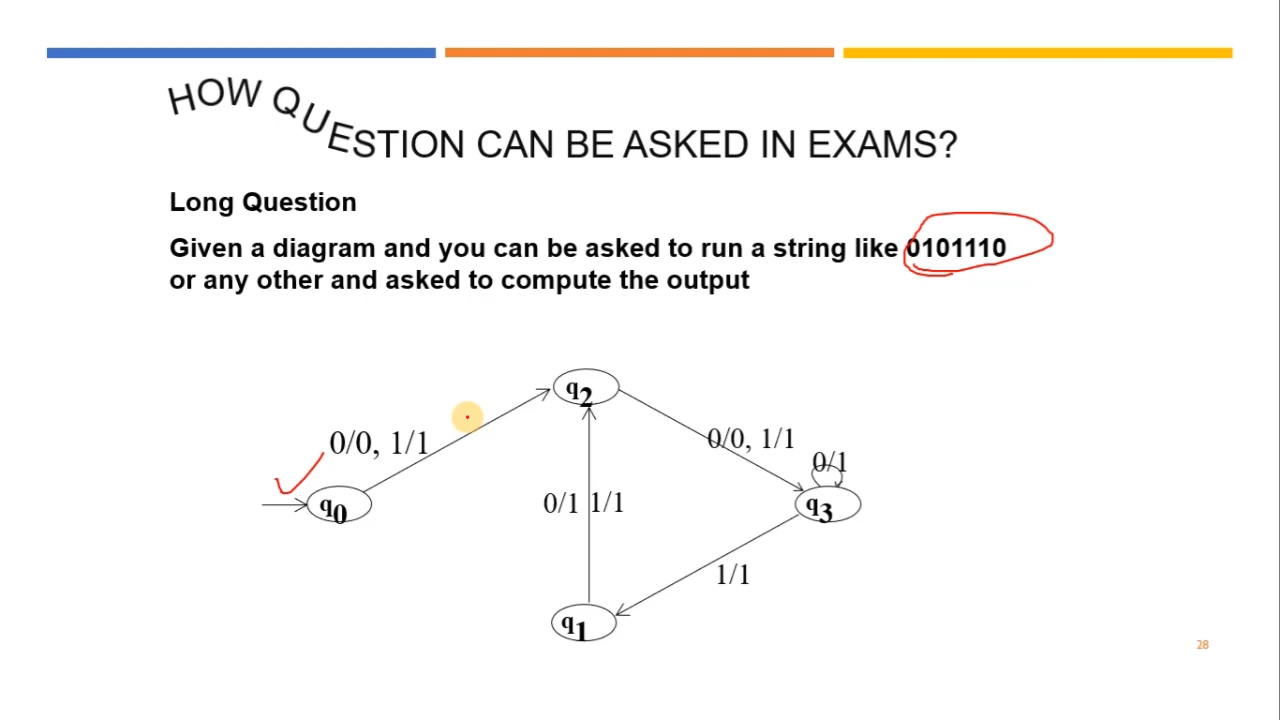 HOW QUESTION CAN BE ASKED IN EXAMS?
Long Question
Given a diagram and you can be asked to run a string like 0101110
or any other and asked to compute the output
q2
0/0, 1/1
0/0, 1/1
0/1
q0
0/1 1/1
q3
1/1
q1
28